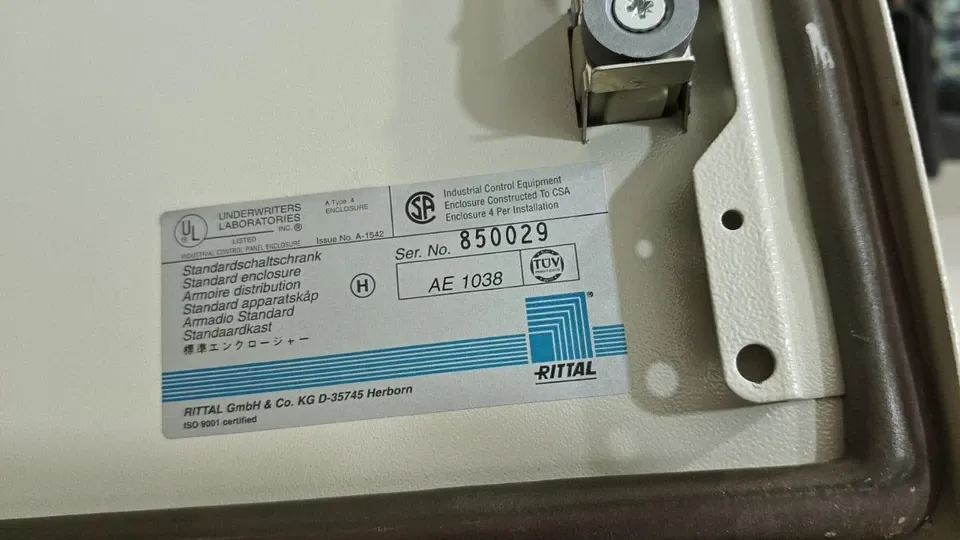 UL
UNDERWRITERS
LABORATORIES
INC.®
A Type 4
ENCLOSURE
LISTED
INDUSTRIAL CONTROL PANEL ENCLOSURE
Issue No. A-1542
SA
Industrial Control Equipment
Enclosure Constructed To CSA
Enclosure 4 Per Installation
Ser. No. 850029
Standardschaltschrank
Standard enclosure
Armoire distribution
Standard apparatskåp
Armadio Standard
Standaardkast
標準エンクロージャー
H
AE 1038
TÜV
®
RITTAL
RITTAL GmbH & Co. KG D-35745 Herborn
ISO 9001 certified